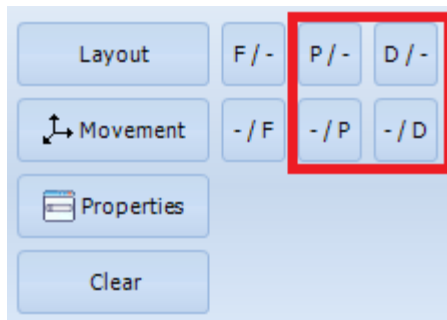 Layout F / - P / - D / -
Movement - / F - / P - / D
Properties
Clear